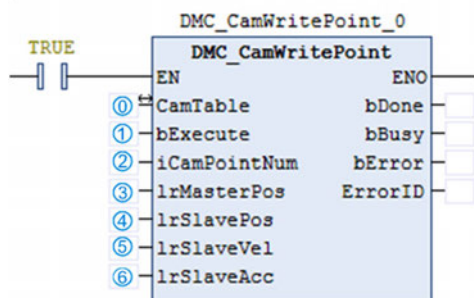 DMC_CamWritePoint_0
TRUE
DMC_CamWritePoint
EN ENO
⓪ CamTable bDone
① bExecute bBusy
② iCamPointNum bError
③ lrMasterPos ErrorID
④ lrSlavePos
⑤ lrSlaveVel
⑥ lrSlaveAcc